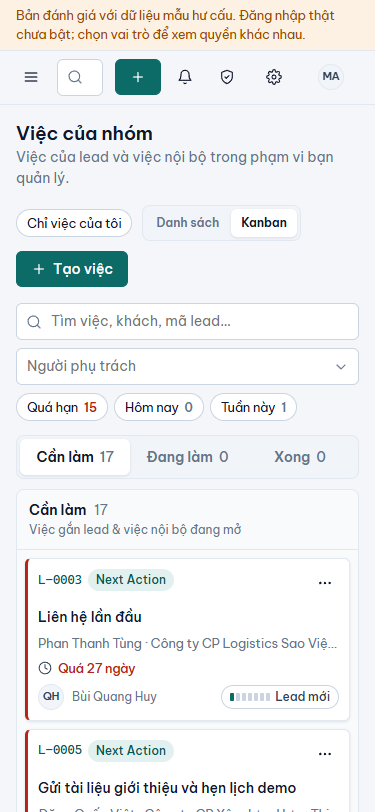 Bản đánh giá với dữ liệu mẫu hư cấu. Đăng nhập thật
chưa bật; chọn vai trò để xem quyền khác nhau.
MA
Việc của nhóm
Việc của lead và việc nội bộ trong phạm vi bạn
quản lý.
Chỉ việc của tôi
Danh sách
Kanban
Tạo việc
Tìm việc, khách, mã lead...
Người phụ trách
Quá hạn 15
Hôm nay 0
Tuần này 1
Cần làm 17
Đang làm 0
Xong 0
Cần làm 17
Việc gắn lead & việc nội bộ đang mở
L-0003 Next Action
Liên hệ lần đầu
Phan Thanh Tùng · Công ty CP Logistics Sao Việ...
Quá 27 ngày
QH Bùi Quang Huy
Lead mới
L-0005 Next Action
Gửi tài liệu giới thiệu và hẹn lịch demo